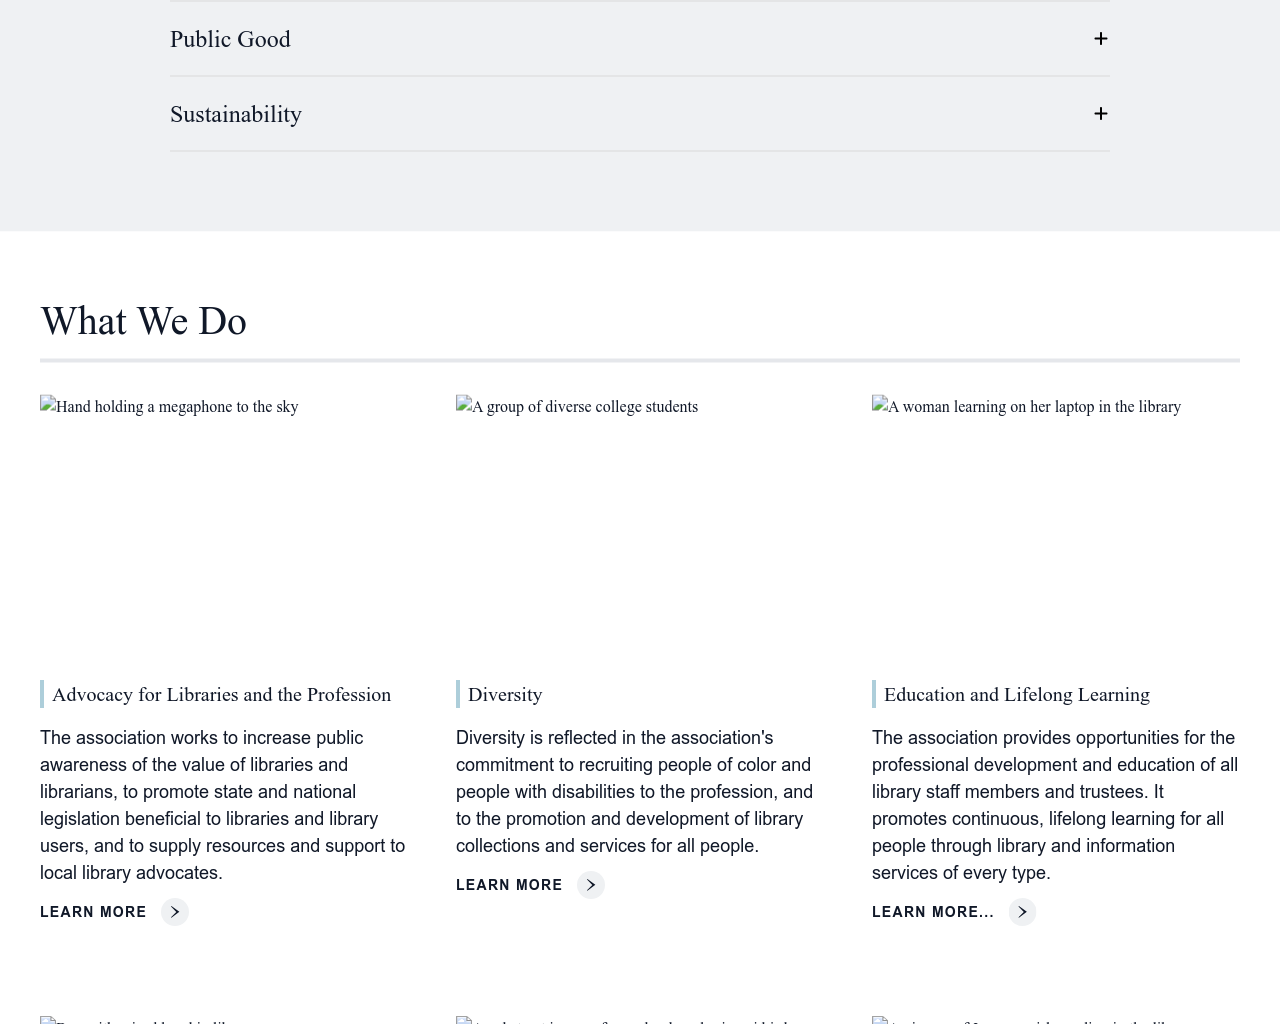 Public Good
Sustainability
What We Do
Hand holding a megaphone to the sky
A group of diverse college students
A woman learning on her laptop in the library
Advocacy for Libraries and the Profession
The association works to increase public
awareness of the value of libraries and
librarians, to promote state and national
legislation beneficial to libraries and library
users, and to supply resources and support to
local library advocates.
LEARN MORE
Diversity
Diversity is reflected in the association's
commitment to recruiting people of color and
people with disabilities to the profession, and
to the promotion and development of library
collections and services for all people.
LEARN MORE
Education and Lifelong Learning
The association provides opportunities for the
professional development and education of all
library staff members and trustees. It
promotes continuous, lifelong learning for all
people through library and information
services of every type.
LEARN MORE...